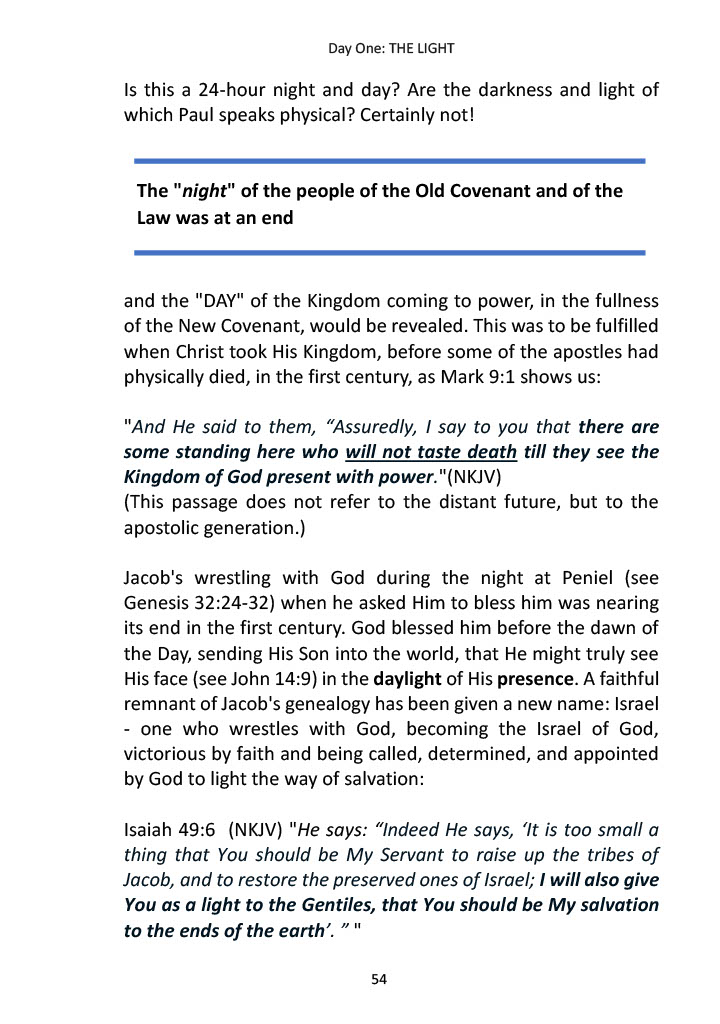 Day One: THE LIGHT
Is this a 24-hour night and day? Are the darkness and light of
which Paul speaks physical? Certainly not!
The "night" of the people of the Old Covenant and of the
Law was at an end
and the "DAY" of the Kingdom coming to power, in the fullness
of the New Covenant, would be revealed. This was to be fulfilled
when Christ took His Kingdom, before some of the apostles had
physically died, in the first century, as Mark 9:1 shows us:
"And He said to them, “Assuredly, I say to you that there are
some standing here who will not taste death till they see the
Kingdom of God present with power."(NKJV)
(This passage does not refer to the distant future, but to the
apostolic generation.)
Jacob's wrestling with God during the night at Peniel (see
Genesis 32:24-32) when he asked Him to bless him was nearing
its end in the first century. God blessed him before the dawn of
the Day, sending His Son into the world, that He might truly see
His face (see John 14:9) in the daylight of His presence. A faithful
remnant of Jacob's genealogy has been given a new name: Israel
- one who wrestles with God, becoming the Israel of God,
victorious by faith and being called, determined, and appointed
by God to light the way of salvation:
Isaiah 49:6 (NKJV) "He says: “Indeed He says, ‘It is too small a
thing that You should be My Servant to raise up the tribes of
Jacob, and to restore the preserved ones of Israel; I will also give
You as a light to the Gentiles, that You should be My salvation
to the ends of the earth’. ” "
54